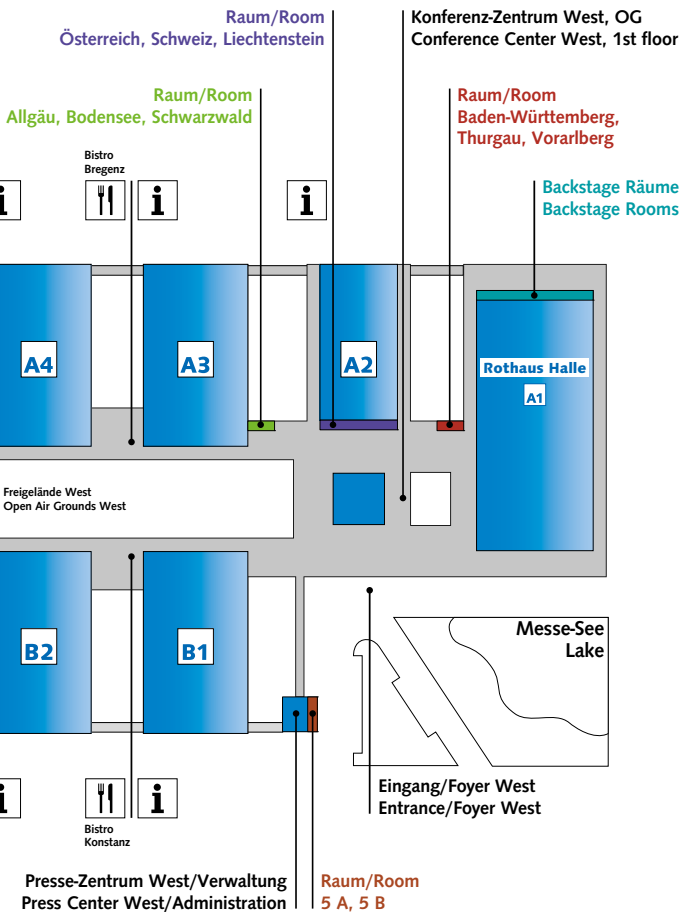 Raum/Room
Österreich, Schweiz, Liechtenstein
Konferenz-Zentrum West, OG
Conference Center West, 1st floor
Raum/Room
Allgäu, Bodensee, Schwarzwald
Raum/Room
Baden-Württemberg,
Thurgau, Vorarlberg
Bistro
Bregenz
i
i
i
Backstage Räume
Backstage Rooms
A4
A3
A2
Rothaus Halle
A1
Freigelände West
Open Air Grounds West
B2
B1
Messe-See
Lake
i
i
Bistro
Konstanz
Eingang/Foyer West
Entrance/Foyer West
Presse-Zentrum West/Verwaltung
Press Center West/Administration
Raum/Room
5 A, 5 B